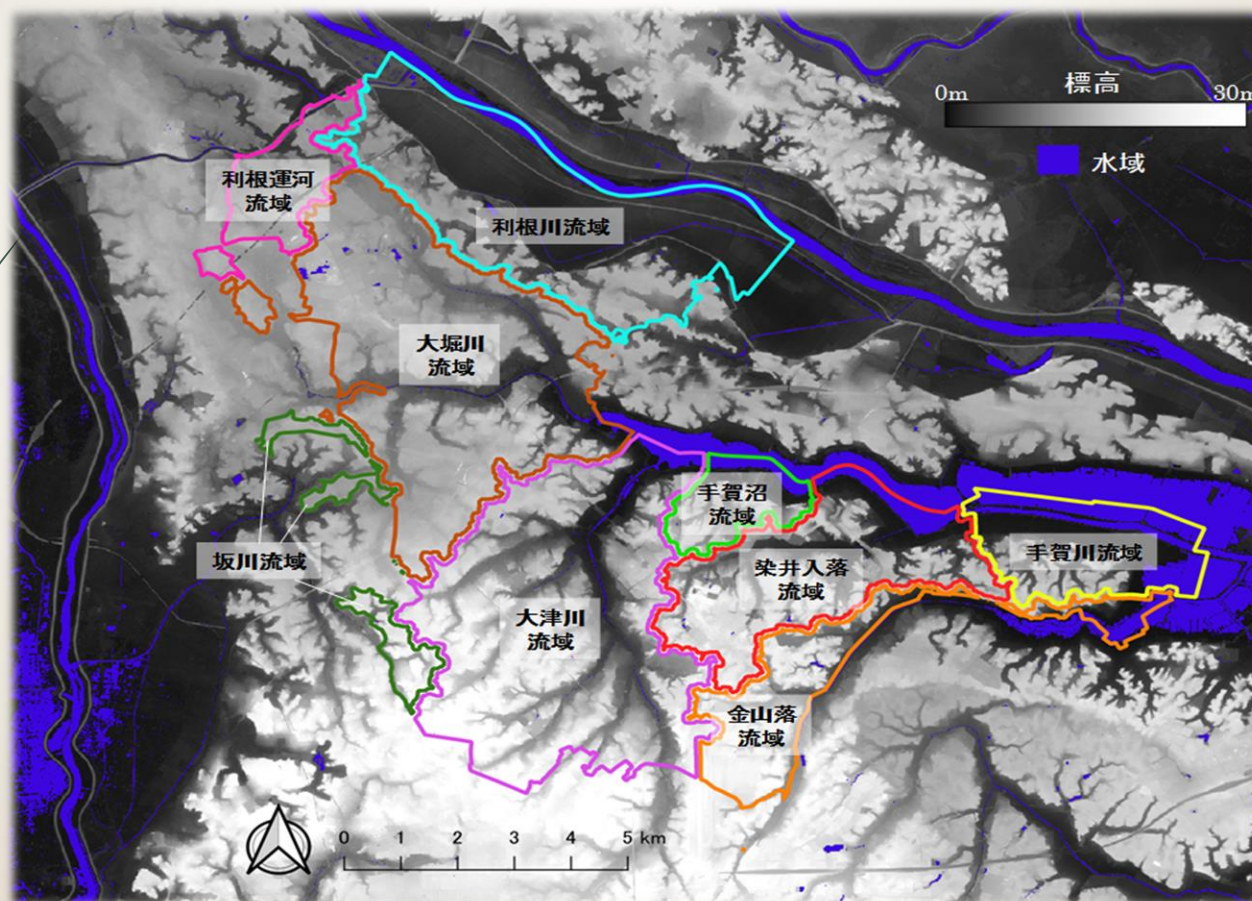 標高
0m
30m
水域
利根運河
流域
利根川流域
大堀川
流域
手賀沼
流域
手賀川流域
坂川流域
染井入落
流域
大津川
流域
金山落
流域
0 1 2 3 4 5 km